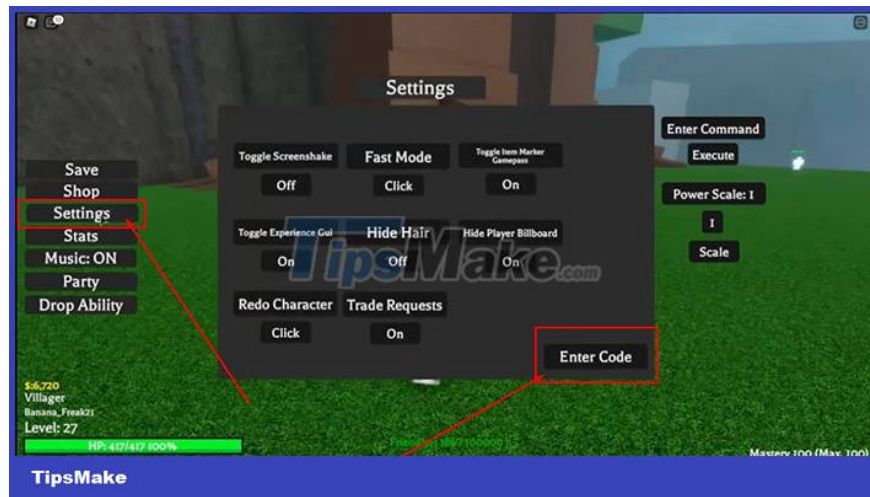 Settings
Enter Command
Execute
Power Scale: I
I
Scale
Save
Shop
Settings
Stats
Music: ON
Party
Drop Ability
Toggle Screenshake
Off
Fast Mode
Click
Toggle Item Marker
Gamepass
On
Toggle Experience Gui
On
Hide Hair
Off
Hide Player Billboard
On
Redo Character
Click
Trade Requests
On
Enter Code
TipsMake.com
$:6,720
Villager
Banana_Freak21
Level: 27
HP: 417/417 100%
Mastery 100 (Max. 100)
TipsMake